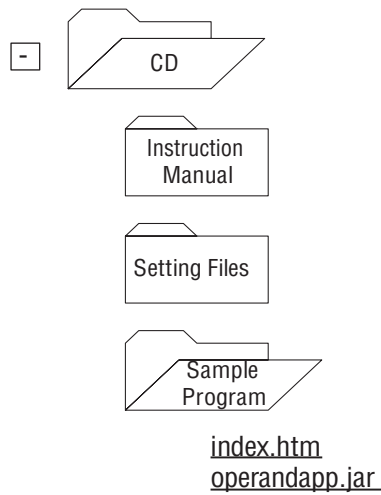 -
CD
Instruction
Manual
Setting Files
Sample
Program
index.htm
operandapp.jar